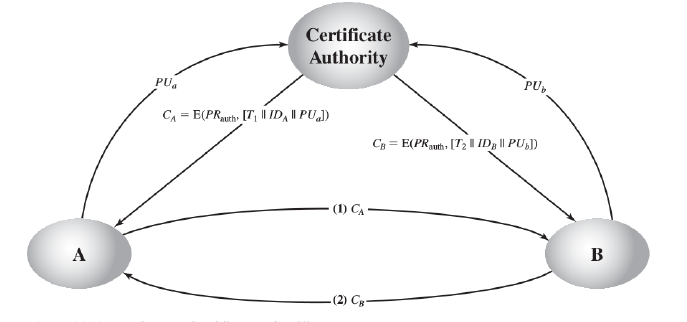 Certificate
Authority
PUa
PUb
CA = E(PRauth, [T1 || IDA || PUa])
CB = E(PRauth, [T2 || IDB || PUb])
(1) CA
A
B
(2) CB